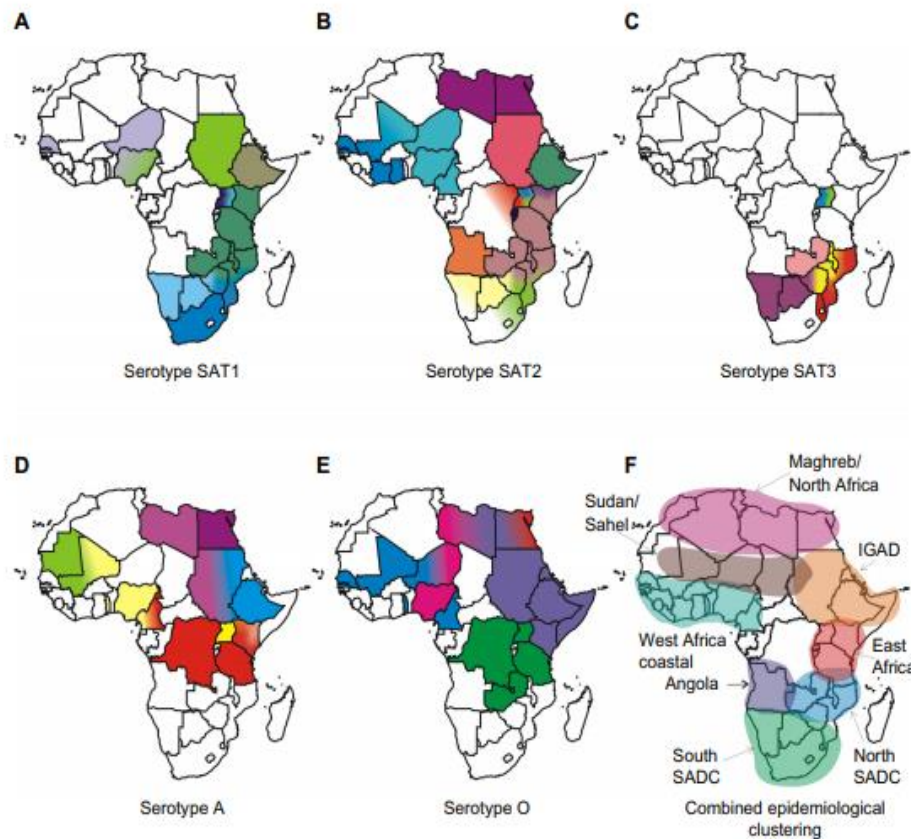 A
B
C
Serotype SAT1
Serotype SAT2
Serotype SAT3
D
E
F
Maghreb/
North Africa
Sudan/
Sahel
IGAD
West Africa
coastal
Angola
East
Africa
South
SADC
North
SADC
Serotype A
Serotype O
Combined epidemiological
clustering